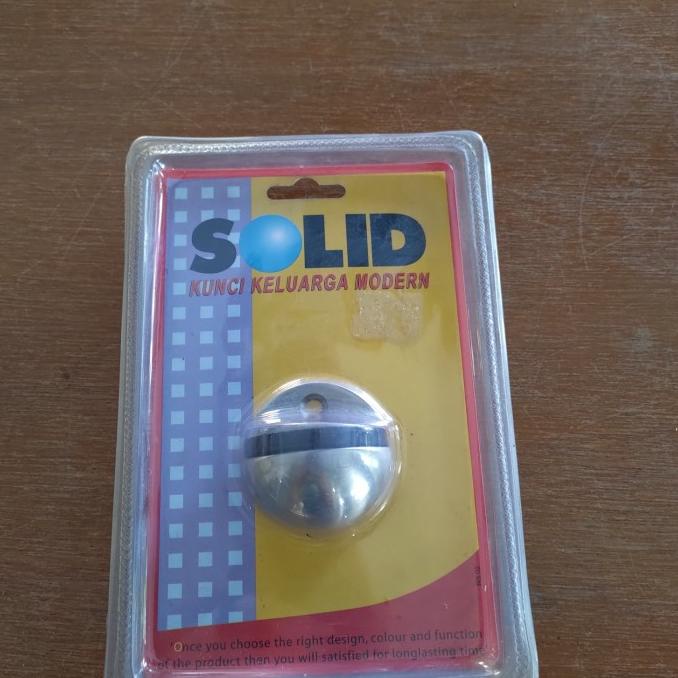 SOLID
KUNCI KELUARGA MODERN
"Once you choose the right design, colour and function
of the product then you will satisfied for longlasting time"